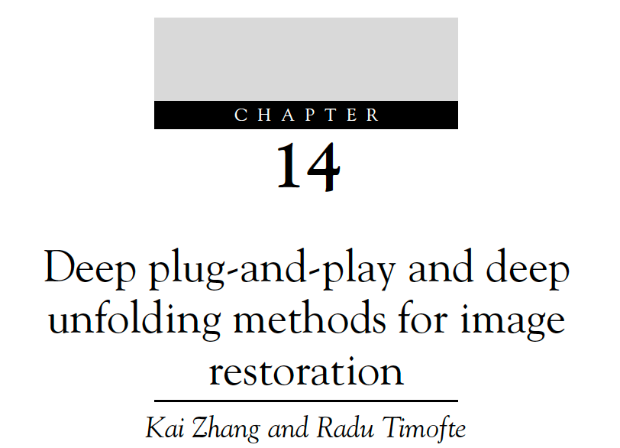 CHAPTER
14
Deep plug-and-play and deep
unfolding methods for image
restoration
Kai Zhang and Radu Timofte